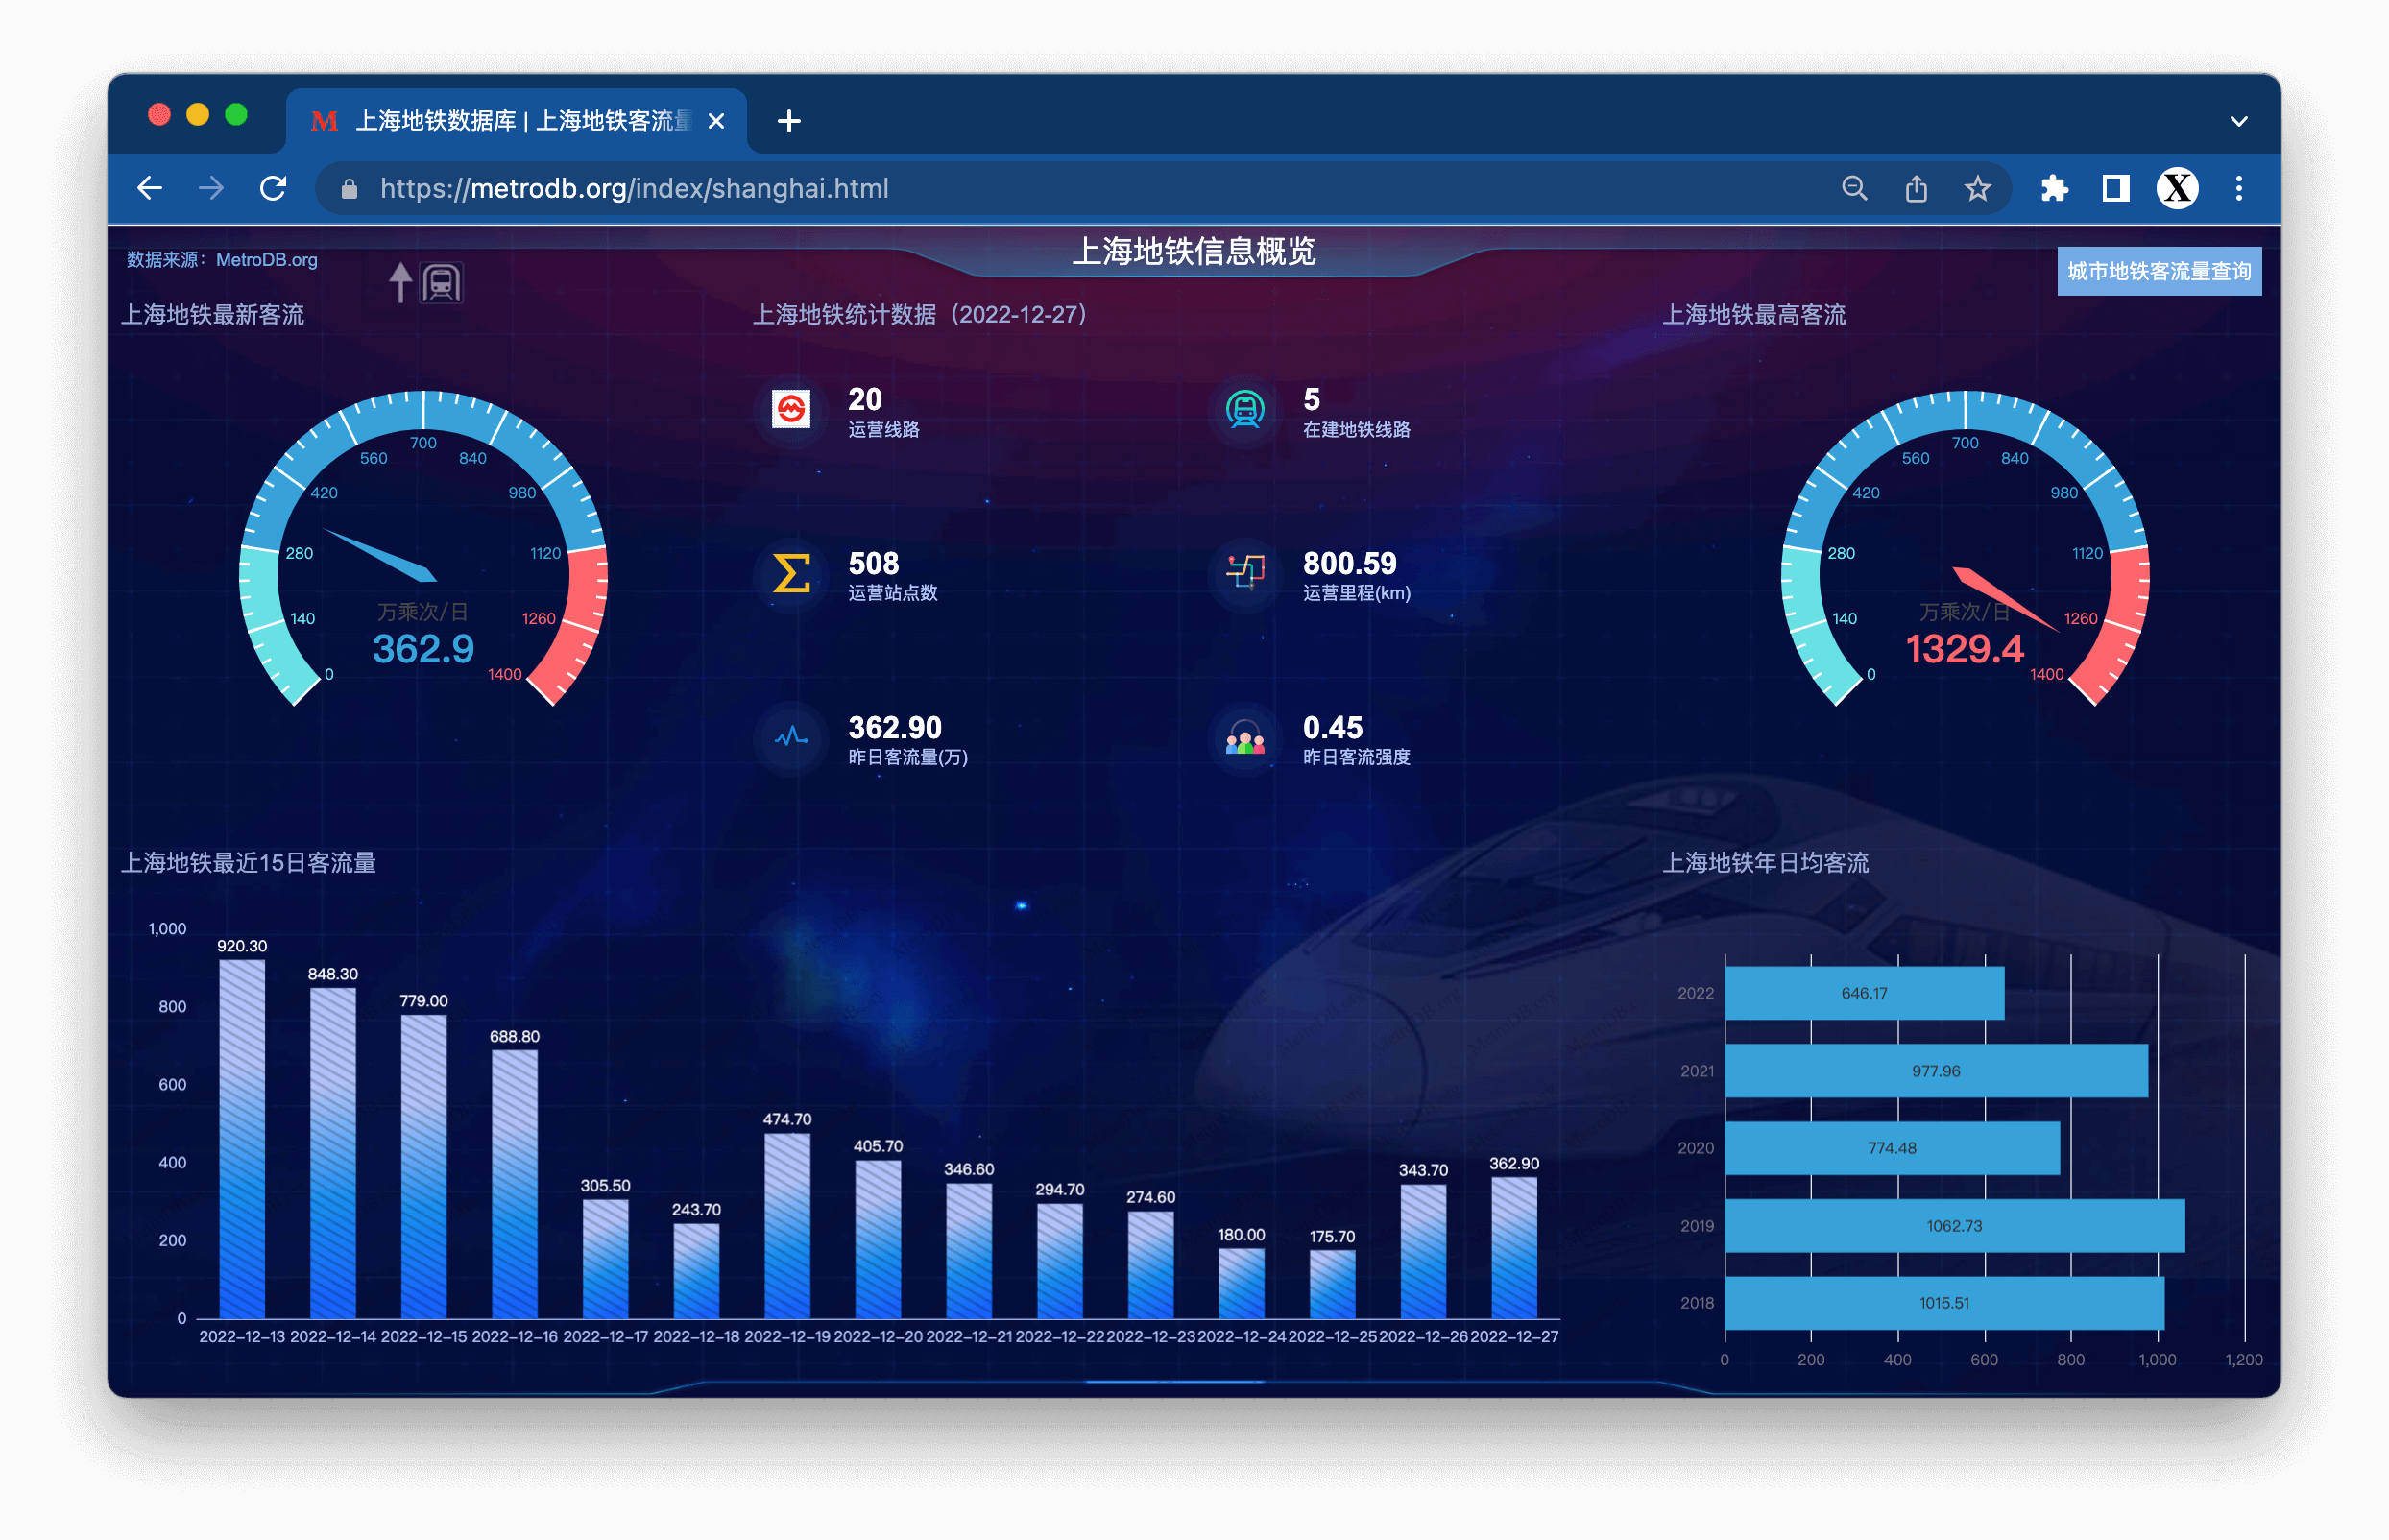 M 上海地铁数据库 | 上海地铁客流量
https://metrodb.org/index/shanghai.html
X
上海地铁信息概览
数据来源：MetroDB.org
城市地铁客流量查询
上海地铁最新客流
0
140
280
420
560
700
840
980
1120
1260
1400
万乘次/日
362.9
上海地铁统计数据（2022-12-27）
20
运营线路
5
在建地铁线路
508
运营站点数
800.59
运营里程(km)
362.90
昨日客流量(万)
0.45
昨日客流强度
上海地铁最高客流
0
140
280
420
560
700
840
980
1120
1260
1400
万乘次/日
1329.4
上海地铁最近15日客流量
1,000
800
600
400
200
0
920.30
848.30
779.00
688.80
305.50
243.70
474.70
405.70
346.60
294.70
274.60
180.00
175.70
343.70
362.90
2022-12-13 2022-12-14 2022-12-15 2022-12-16 2022-12-17 2022-12-18 2022-12-19 2022-12-20 2022-12-21 2022-12-22 2022-12-23 2022-12-24 2022-12-25 2022-12-26 2022-12-27
上海地铁年日均客流
2022 646.17
2021 977.96
2020 774.48
2019 1062.73
2018 1015.51
0 200 400 600 800 1,000 1,200